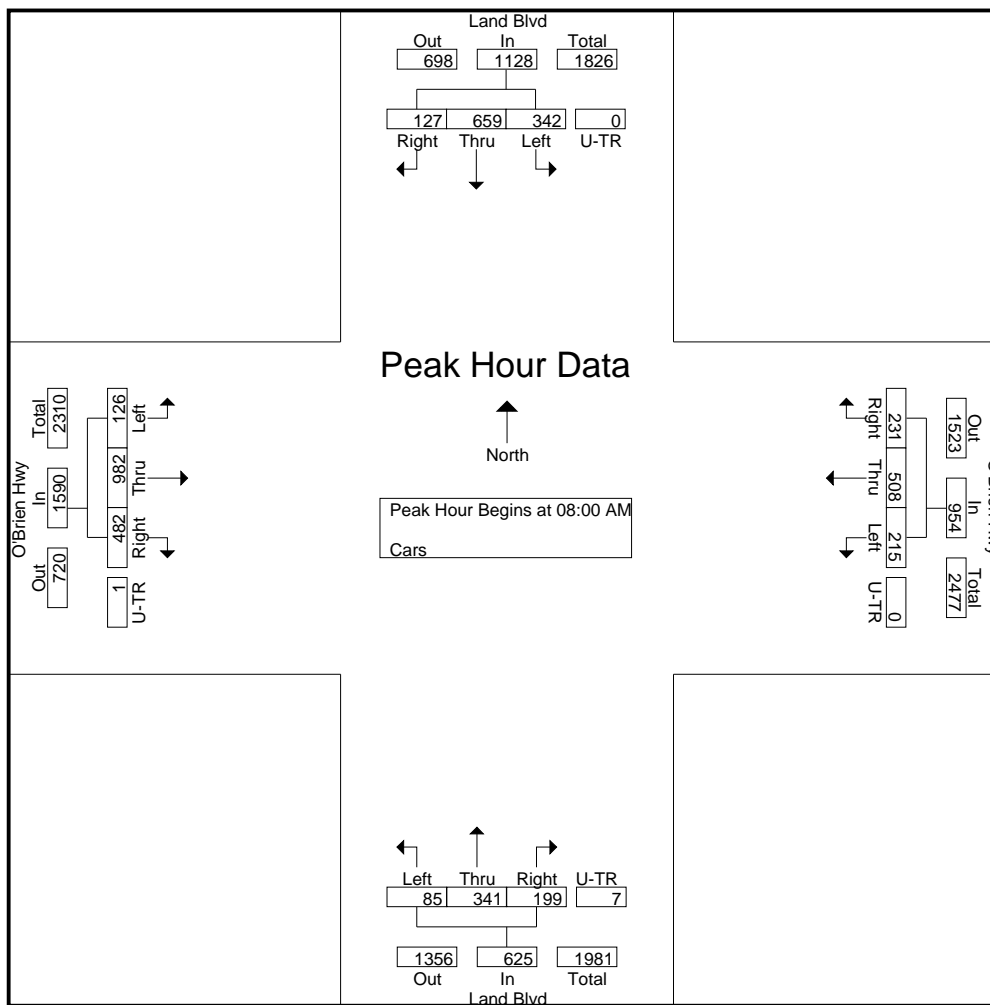 Land Blvd
Out In Total
698 1128 1826
127 659 342 0
Right Thru Left U-TR
Peak Hour Data
North
Peak Hour Begins at 08:00 AM
Cars
O'Brien Hwy
Total In Out
2310 1590 720
126 982 482 1
Left Thru Right U-TR
Right Thru Left U-TR
231 508 215 0
1523 954 2477
Out In Total
Left Thru Right U-TR
85 341 199 7
1356 625 1981
Out In Total
Land Blvd